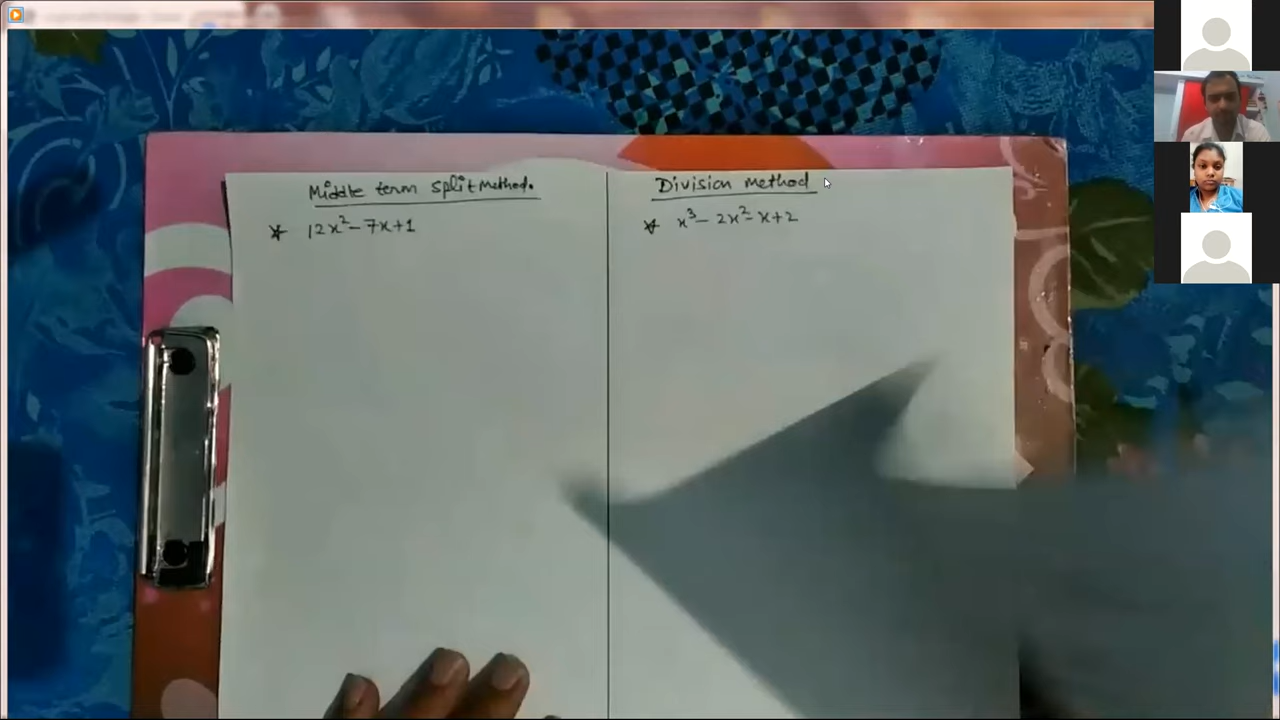 Middle term split Method.
* 12x² - 7x + 1
Division method
* x³ - 2x² - x + 2